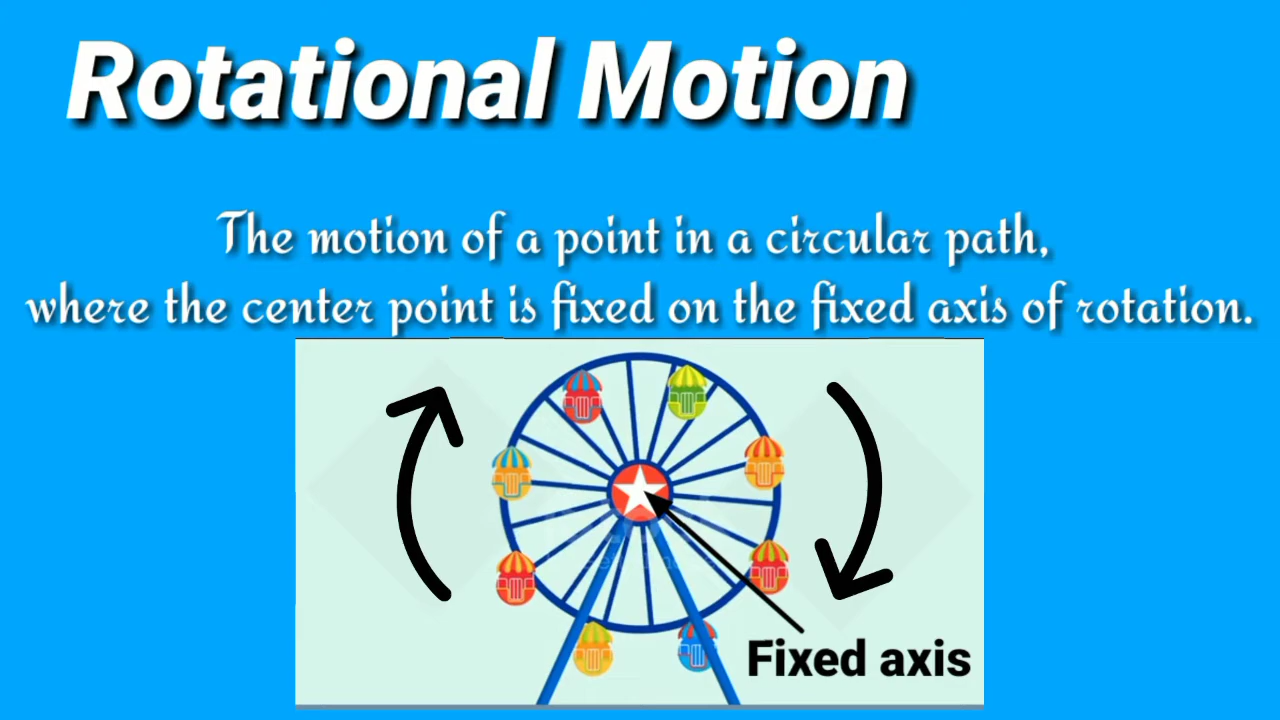 Rotational Motion
The motion of a point in a circular path,
where the center point is fixed on the fixed axis of rotation.
Fixed axis